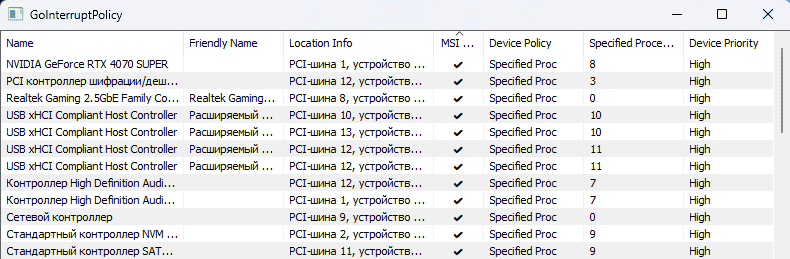 GoInterruptPolicy
Name Friendly Name Location Info MSI ... Device Policy Specified Proce... Device Priority
NVIDIA GeForce RTX 4070 SUPER PCI-шина 1, устройство ... ✔ Specified Proc 8 High
PCI контроллер шифрации/деш... PCI-шина 12, устройств... ✔ Specified Proc 3 High
Realtek Gaming 2.5GbE Family Co... Realtek Gaming... PCI-шина 8, устройство ... ✔ Specified Proc 0 High
USB xHCI Compliant Host Controller Расширяемый ... PCI-шина 12, устройств... ✔ Specified Proc 10 High
USB xHCI Compliant Host Controller Расширяемый ... PCI-шина 13, устройств... ✔ Specified Proc 10 High
USB xHCI Compliant Host Controller Расширяемый ... PCI-шина 12, устройств... ✔ Specified Proc 11 High
USB xHCI Compliant Host Controller Расширяемый ... PCI-шина 12, устройств... ✔ Specified Proc 11 High
Контроллер High Definition Audi... PCI-шина 12, устройств... ✔ Specified Proc 7 High
Контроллер High Definition Audi... PCI-шина 1, устройство ... ✔ Specified Proc 7 High
Сетевой контроллер PCI-шина 9, устройство ... ✔ Specified Proc 0 High
Стандартный контроллер NVM ... PCI-шина 2, устройство ... ✔ Specified Proc 9 High
Стандартный контроллер SAT... PCI-шина 11, устройств... ✔ Specified Proc 9 High